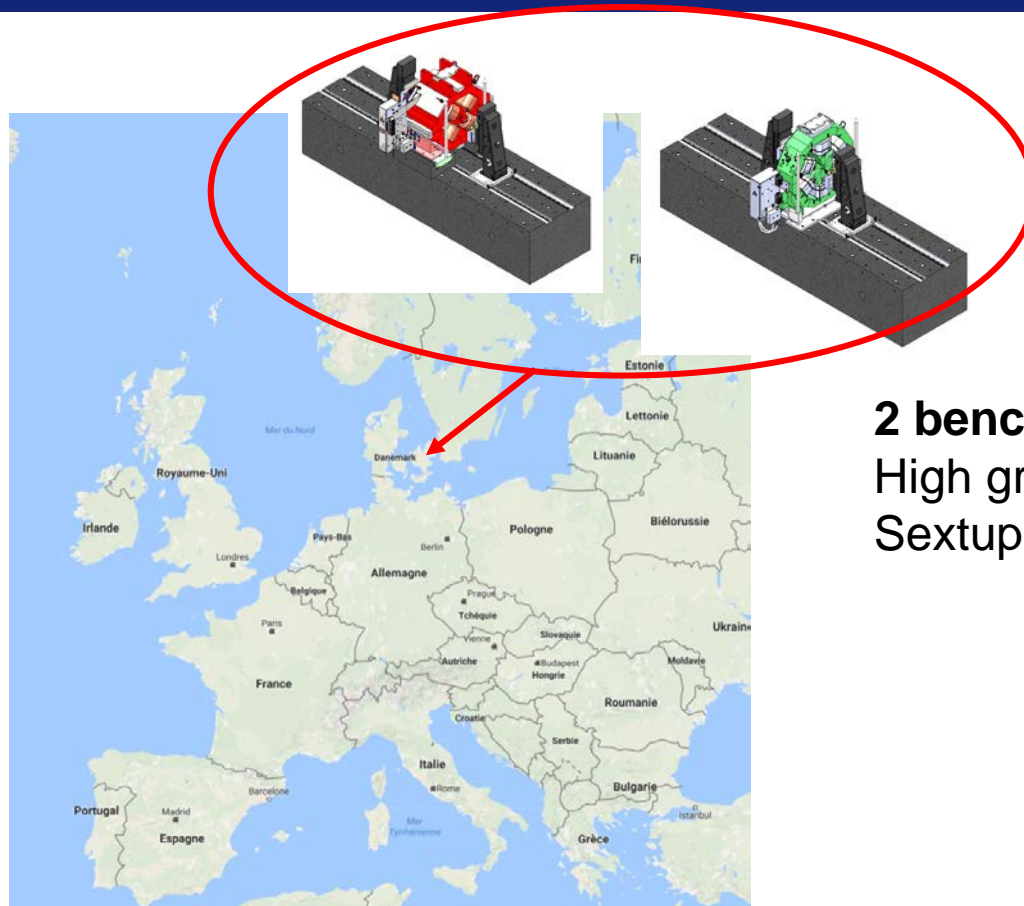 Estonie
Lettonie
Mer du Nord
Danemark
Lituanie
Royaume-Uni
Irlande
Biélorussie
Pays-Bas
Berlin
Pologne
Londres
Allemagne
Belgique
Prague
Tchéquie
Paris
Ukrain
Vienne
Slovaquie
Autriche
Budapest
Moldavie
Hongrie
France
Roumanie
Croatie
Serbie
Italie
Bulgarie
Barcelone
Rome
Portugal
Madrid
Istanbul
Mer
Tyrrhénienne
Espagne
Grèce
2 benc
High gr
Sextup